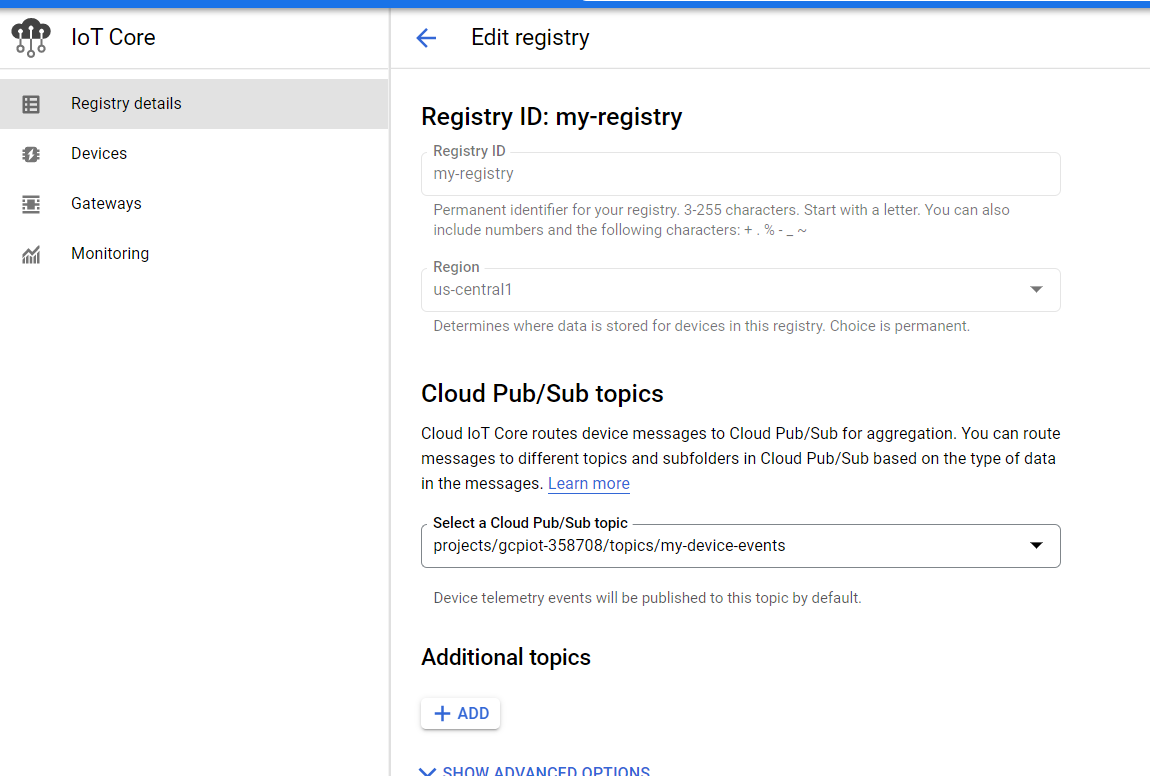 IoT Core
Edit registry
Registry details
Devices
Gateways
Monitoring
Registry ID: my-registry
Registry ID
my-registry
Permanent identifier for your registry. 3-255 characters. Start with a letter. You can also
include numbers and the following characters: + . % - _ ~
Region
us-central1
Determines where data is stored for devices in this registry. Choice is permanent.
Cloud Pub/Sub topics
Cloud IoT Core routes device messages to Cloud Pub/Sub for aggregation. You can route
messages to different topics and subfolders in Cloud Pub/Sub based on the type of data
in the messages. Learn more
Select a Cloud Pub/Sub topic
projects/gcpiot-358708/topics/my-device-events
Device telemetry events will be published to this topic by default.
Additional topics
ADD
SHOW ADVANCED OPTIONS